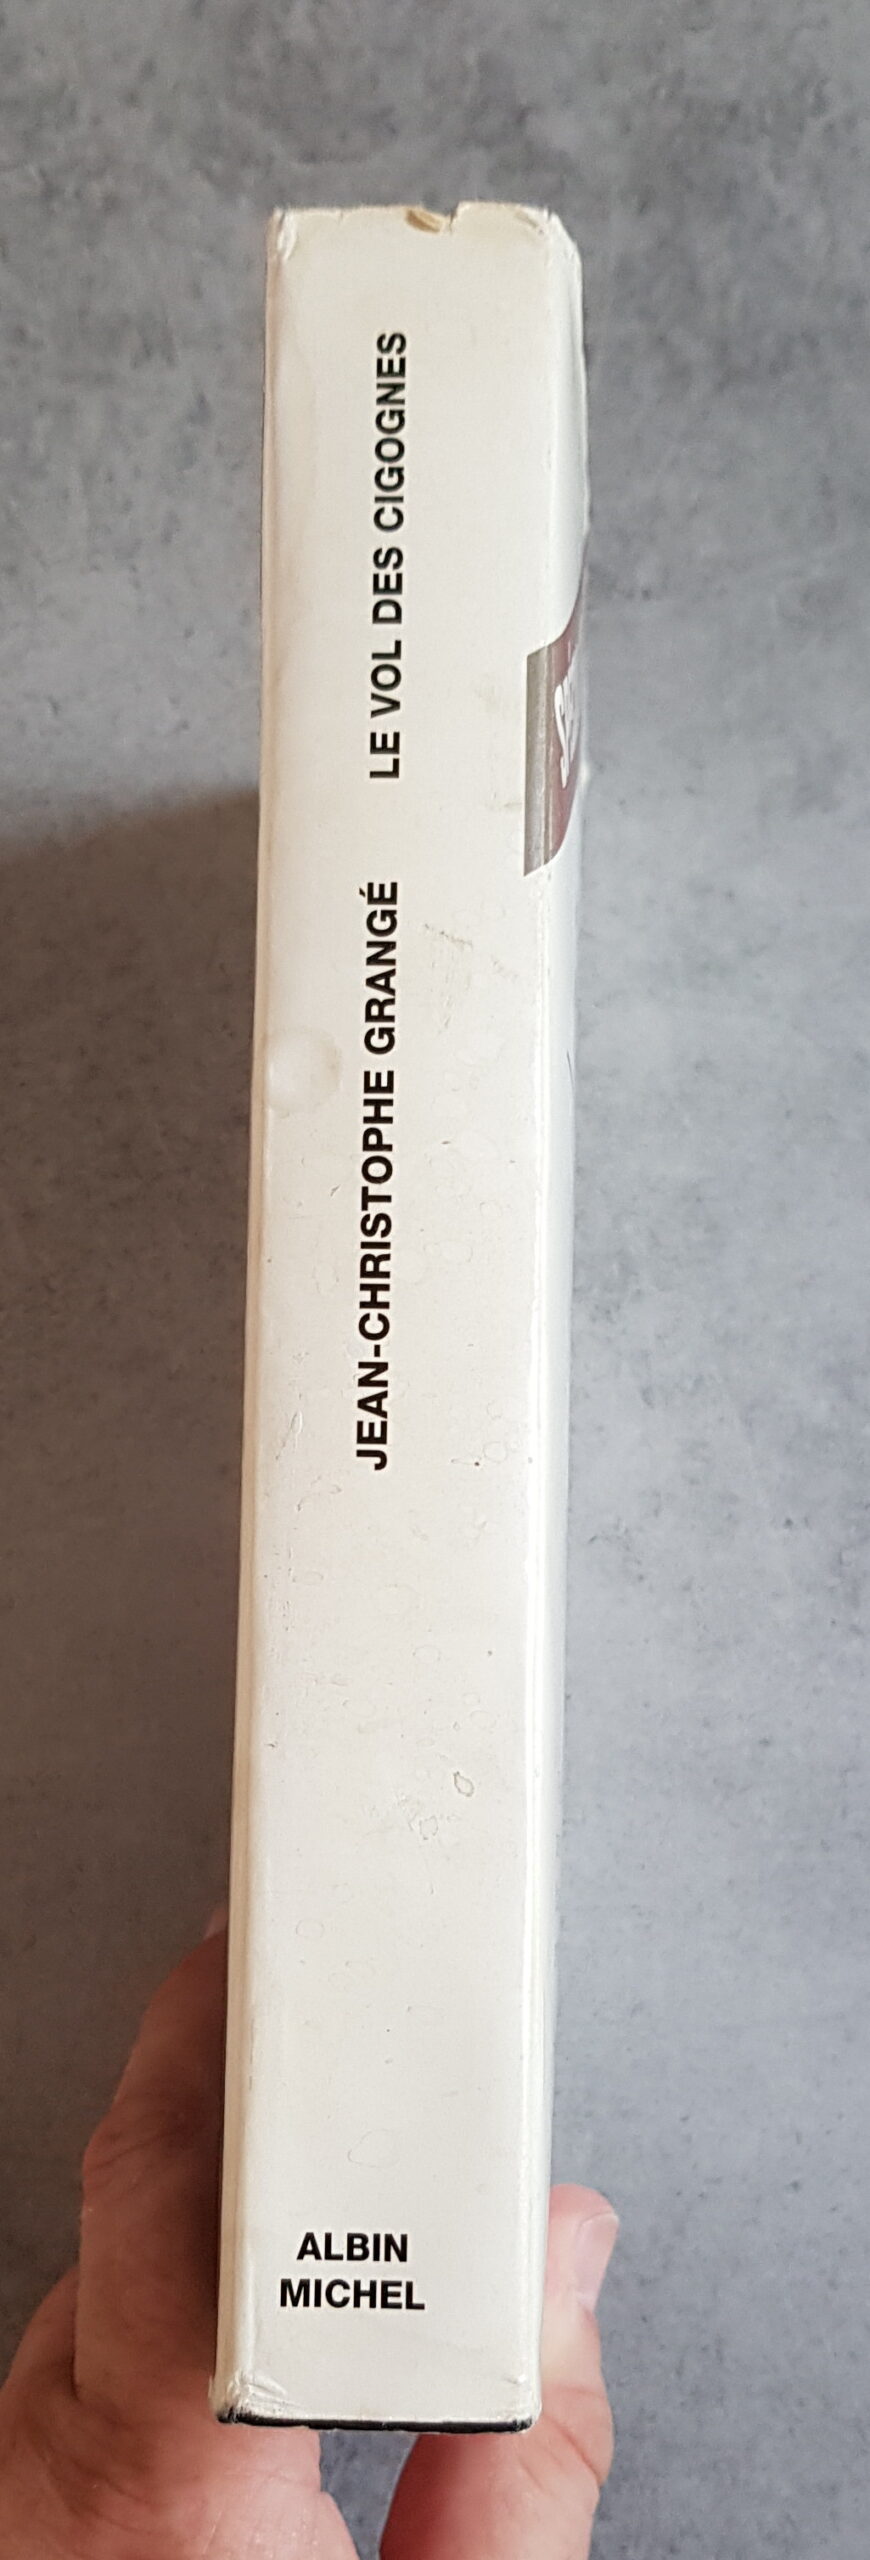 JEAN-CHRISTOPHE GRANGÉ LE VOL DES CIGOGNES
ALBIN
MICHEL